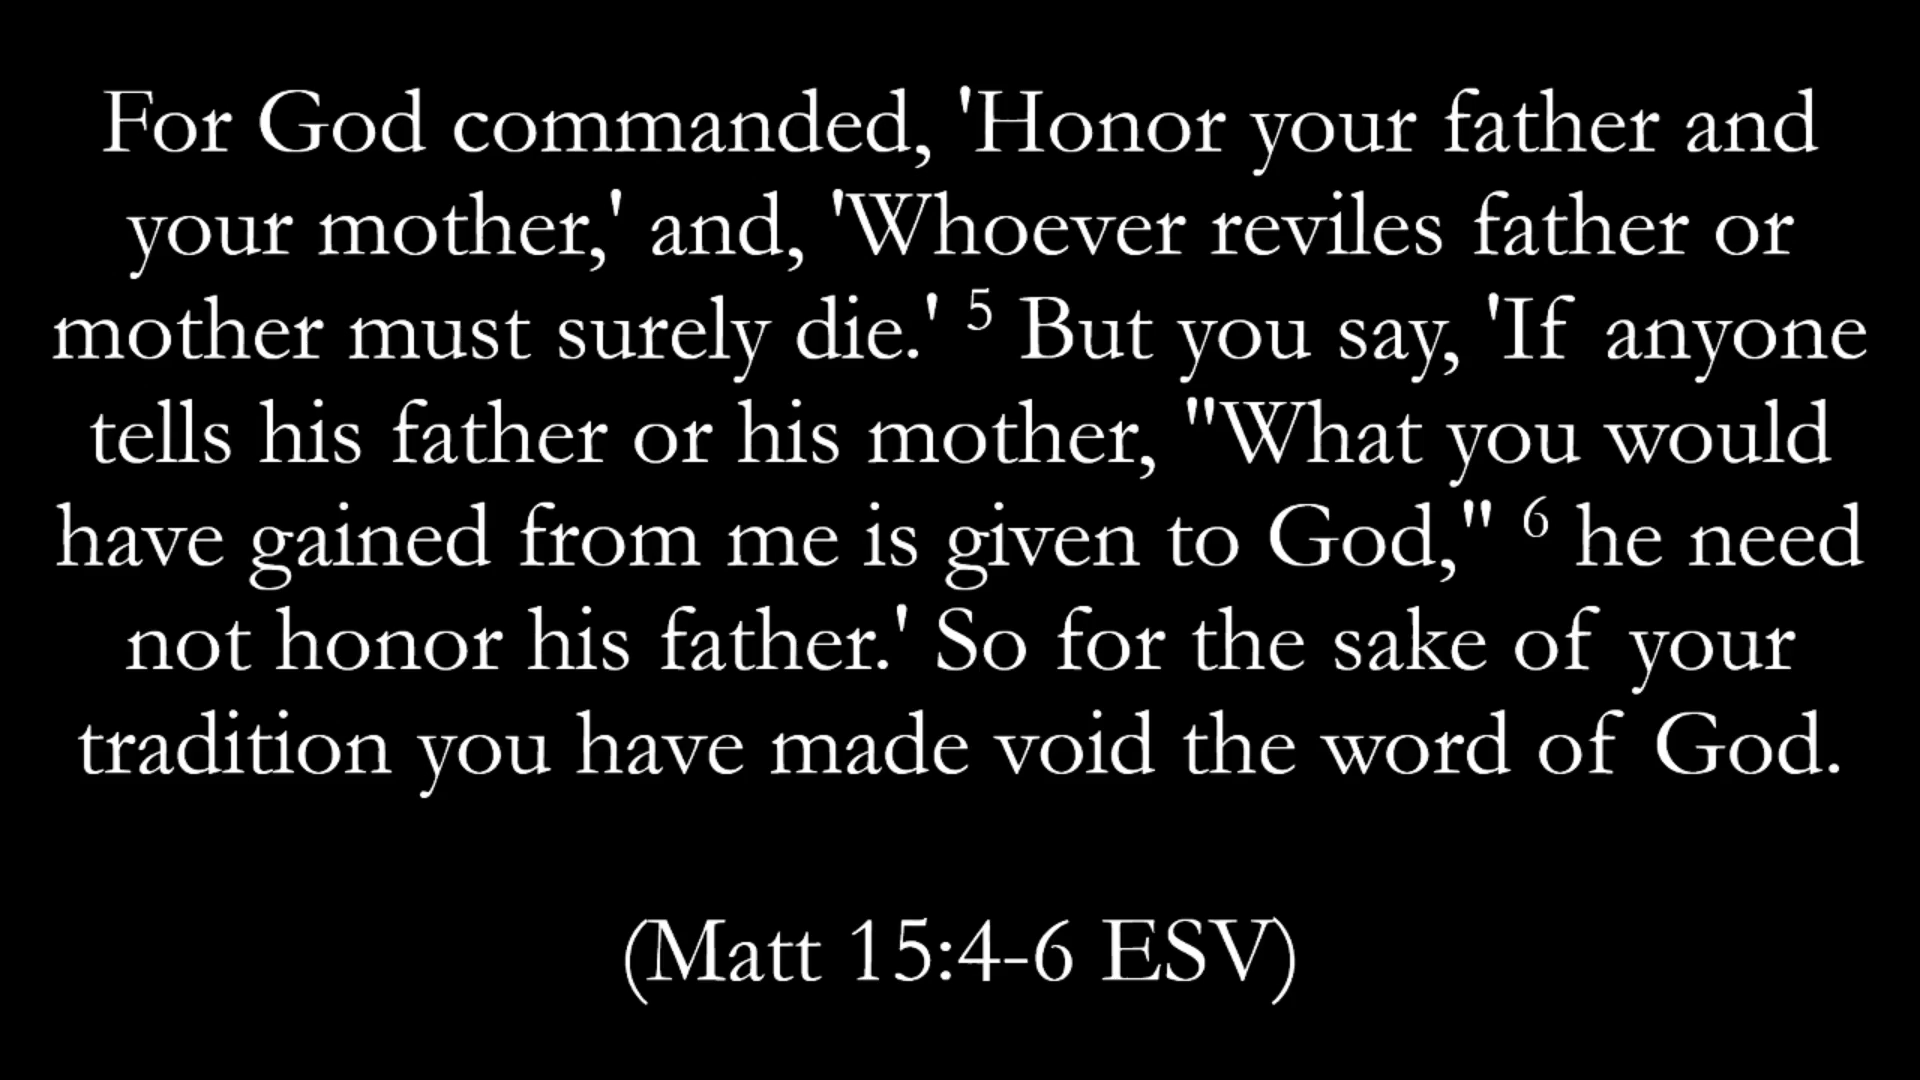 For God commanded, 'Honor your father and
your mother,' and, 'Whoever reviles father or
mother must surely die.' ⁵ But you say, 'If anyone
tells his father or his mother, "What you would
have gained from me is given to God," ⁶ he need
not honor his father.' So for the sake of your
tradition you have made void the word of God.
(Matt 15:4-6 ESV)